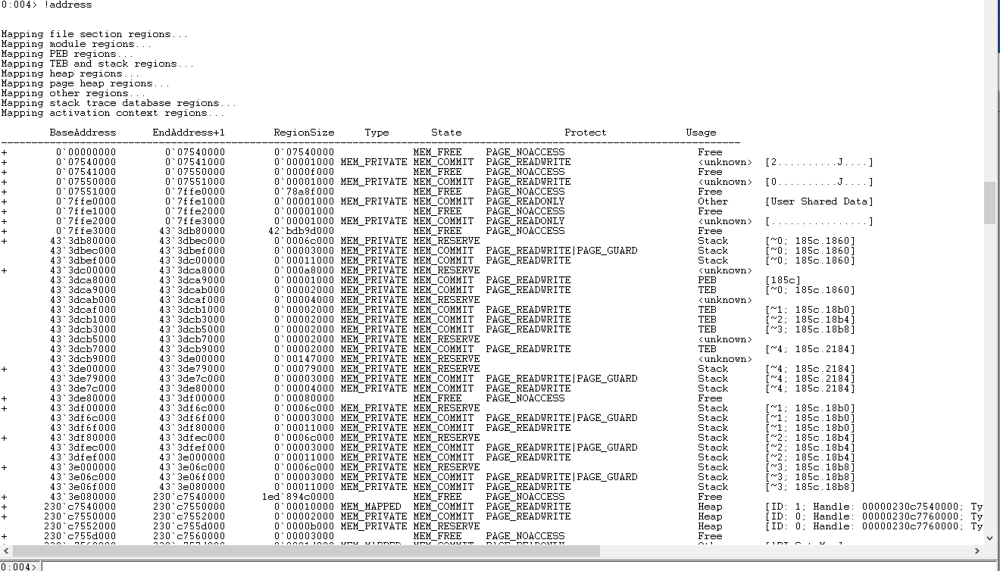 0:004> !address
Mapping file section regions...
Mapping module regions...
Mapping PEB regions...
Mapping TEB and stack regions...
Mapping heap regions...
Mapping page heap regions...
Mapping other regions...
Mapping stack trace database regions...
Mapping activation context regions...
BaseAddress EndAddress+1 RegionSize Type State Protect Usage
+ 0`00000000 0`07540000 0`07540000 MEM_FREE PAGE_NOACCESS Free
+ 0`07540000 0`07541000 0`00001000 MEM_PRIVATE MEM_COMMIT PAGE_READWRITE <unknown> [2..........J....]
+ 0`07541000 0`07550000 0`0000f000 MEM_FREE PAGE_NOACCESS Free
+ 0`07550000 0`07551000 0`00001000 MEM_PRIVATE MEM_COMMIT PAGE_READWRITE <unknown> [0..........J....]
+ 0`07551000 0`7ffe0000 0`78a8f000 MEM_FREE PAGE_NOACCESS Free
+ 0`7ffe0000 0`7ffe1000 0`00001000 MEM_PRIVATE MEM_COMMIT PAGE_READONLY Other [User Shared Data]
+ 0`7ffe1000 0`7ffe2000 0`00001000 MEM_FREE PAGE_NOACCESS Free
+ 0`7ffe2000 0`7ffe3000 0`00001000 MEM_PRIVATE MEM_COMMIT PAGE_READONLY <unknown> [................]
+ 0`7ffe3000 43`3db80000 42`bdb9d000 MEM_FREE PAGE_NOACCESS Free
+ 43`3db80000 43`3dbec000 0`0006c000 MEM_PRIVATE MEM_RESERVE Stack [~0; 185c.1860]
43`3dbec000 43`3dbef000 0`00003000 MEM_PRIVATE MEM_COMMIT PAGE_READWRITE|PAGE_GUARD Stack [~0; 185c.1860]
43`3dbef000 43`3dc00000 0`00011000 MEM_PRIVATE MEM_COMMIT PAGE_READWRITE Stack [~0; 185c.1860]
+ 43`3dc00000 43`3dca8000 0`000a8000 MEM_PRIVATE MEM_RESERVE <unknown>
43`3dca8000 43`3dca9000 0`00001000 MEM_PRIVATE MEM_COMMIT PAGE_READWRITE PEB [185c]
43`3dca9000 43`3dcab000 0`00002000 MEM_PRIVATE MEM_COMMIT PAGE_READWRITE TEB [~0; 185c.1860]
43`3dcab000 43`3dcaf000 0`00004000 MEM_PRIVATE MEM_RESERVE <unknown>
43`3dcaf000 43`3dcb1000 0`00002000 MEM_PRIVATE MEM_COMMIT PAGE_READWRITE TEB [~1; 185c.18b0]
43`3dcb1000 43`3dcb3000 0`00002000 MEM_PRIVATE MEM_COMMIT PAGE_READWRITE TEB [~2; 185c.18b4]
43`3dcb3000 43`3dcb5000 0`00002000 MEM_PRIVATE MEM_COMMIT PAGE_READWRITE TEB [~3; 185c.18b8]
43`3dcb5000 43`3dcb7000 0`00002000 MEM_PRIVATE MEM_RESERVE <unknown>
43`3dcb7000 43`3dcb9000 0`00002000 MEM_PRIVATE MEM_COMMIT PAGE_READWRITE TEB [~4; 185c.2184]
43`3dcb9000 43`3de00000 0`00147000 MEM_PRIVATE MEM_RESERVE <unknown>
+ 43`3de00000 43`3de79000 0`00079000 MEM_PRIVATE MEM_RESERVE Stack [~4; 185c.2184]
43`3de79000 43`3de7c000 0`00003000 MEM_PRIVATE MEM_COMMIT PAGE_READWRITE|PAGE_GUARD Stack [~4; 185c.2184]
43`3de7c000 43`3de80000 0`00004000 MEM_PRIVATE MEM_COMMIT PAGE_READWRITE Stack [~4; 185c.2184]
+ 43`3de80000 43`3df00000 0`00080000 MEM_FREE PAGE_NOACCESS Free
+ 43`3df00000 43`3df6c000 0`0006c000 MEM_PRIVATE MEM_RESERVE Stack [~1; 185c.18b0]
43`3df6c000 43`3df6f000 0`00003000 MEM_PRIVATE MEM_COMMIT PAGE_READWRITE|PAGE_GUARD Stack [~1; 185c.18b0]
43`3df6f000 43`3df80000 0`00011000 MEM_PRIVATE MEM_COMMIT PAGE_READWRITE Stack [~1; 185c.18b0]
+ 43`3df80000 43`3dfec000 0`0006c000 MEM_PRIVATE MEM_RESERVE Stack [~2; 185c.18b4]
43`3dfec000 43`3dfef000 0`00003000 MEM_PRIVATE MEM_COMMIT PAGE_READWRITE|PAGE_GUARD Stack [~2; 185c.18b4]
43`3dfef000 43`3e000000 0`00011000 MEM_PRIVATE MEM_COMMIT PAGE_READWRITE Stack [~2; 185c.18b4]
+ 43`3e000000 43`3e06c000 0`0006c000 MEM_PRIVATE MEM_RESERVE Stack [~3; 185c.18b8]
43`3e06c000 43`3e06f000 0`00003000 MEM_PRIVATE MEM_COMMIT PAGE_READWRITE|PAGE_GUARD Stack [~3; 185c.18b8]
43`3e06f000 43`3e080000 0`00011000 MEM_PRIVATE MEM_COMMIT PAGE_READWRITE Stack [~3; 185c.18b8]
+ 43`3e080000 230`c7540000 1ed`894c0000 MEM_FREE PAGE_NOACCESS Free
+ 230`c7540000 230`c7550000 0`00010000 MEM_MAPPED MEM_COMMIT PAGE_READWRITE Heap [ID: 1; Handle: 00000230c7540000; Ty
+ 230`c7550000 230`c7552000 0`00002000 MEM_PRIVATE MEM_COMMIT PAGE_READWRITE Heap [ID: 0; Handle: 00000230c7760000; Ty
230`c7552000 230`c755d000 0`0000b000 MEM_PRIVATE MEM_RESERVE Heap [ID: 0; Handle: 00000230c7760000; Ty
+ 230`c755d000 230`c7560000 0`00003000 MEM_FREE PAGE_NOACCESS Free
0:004>